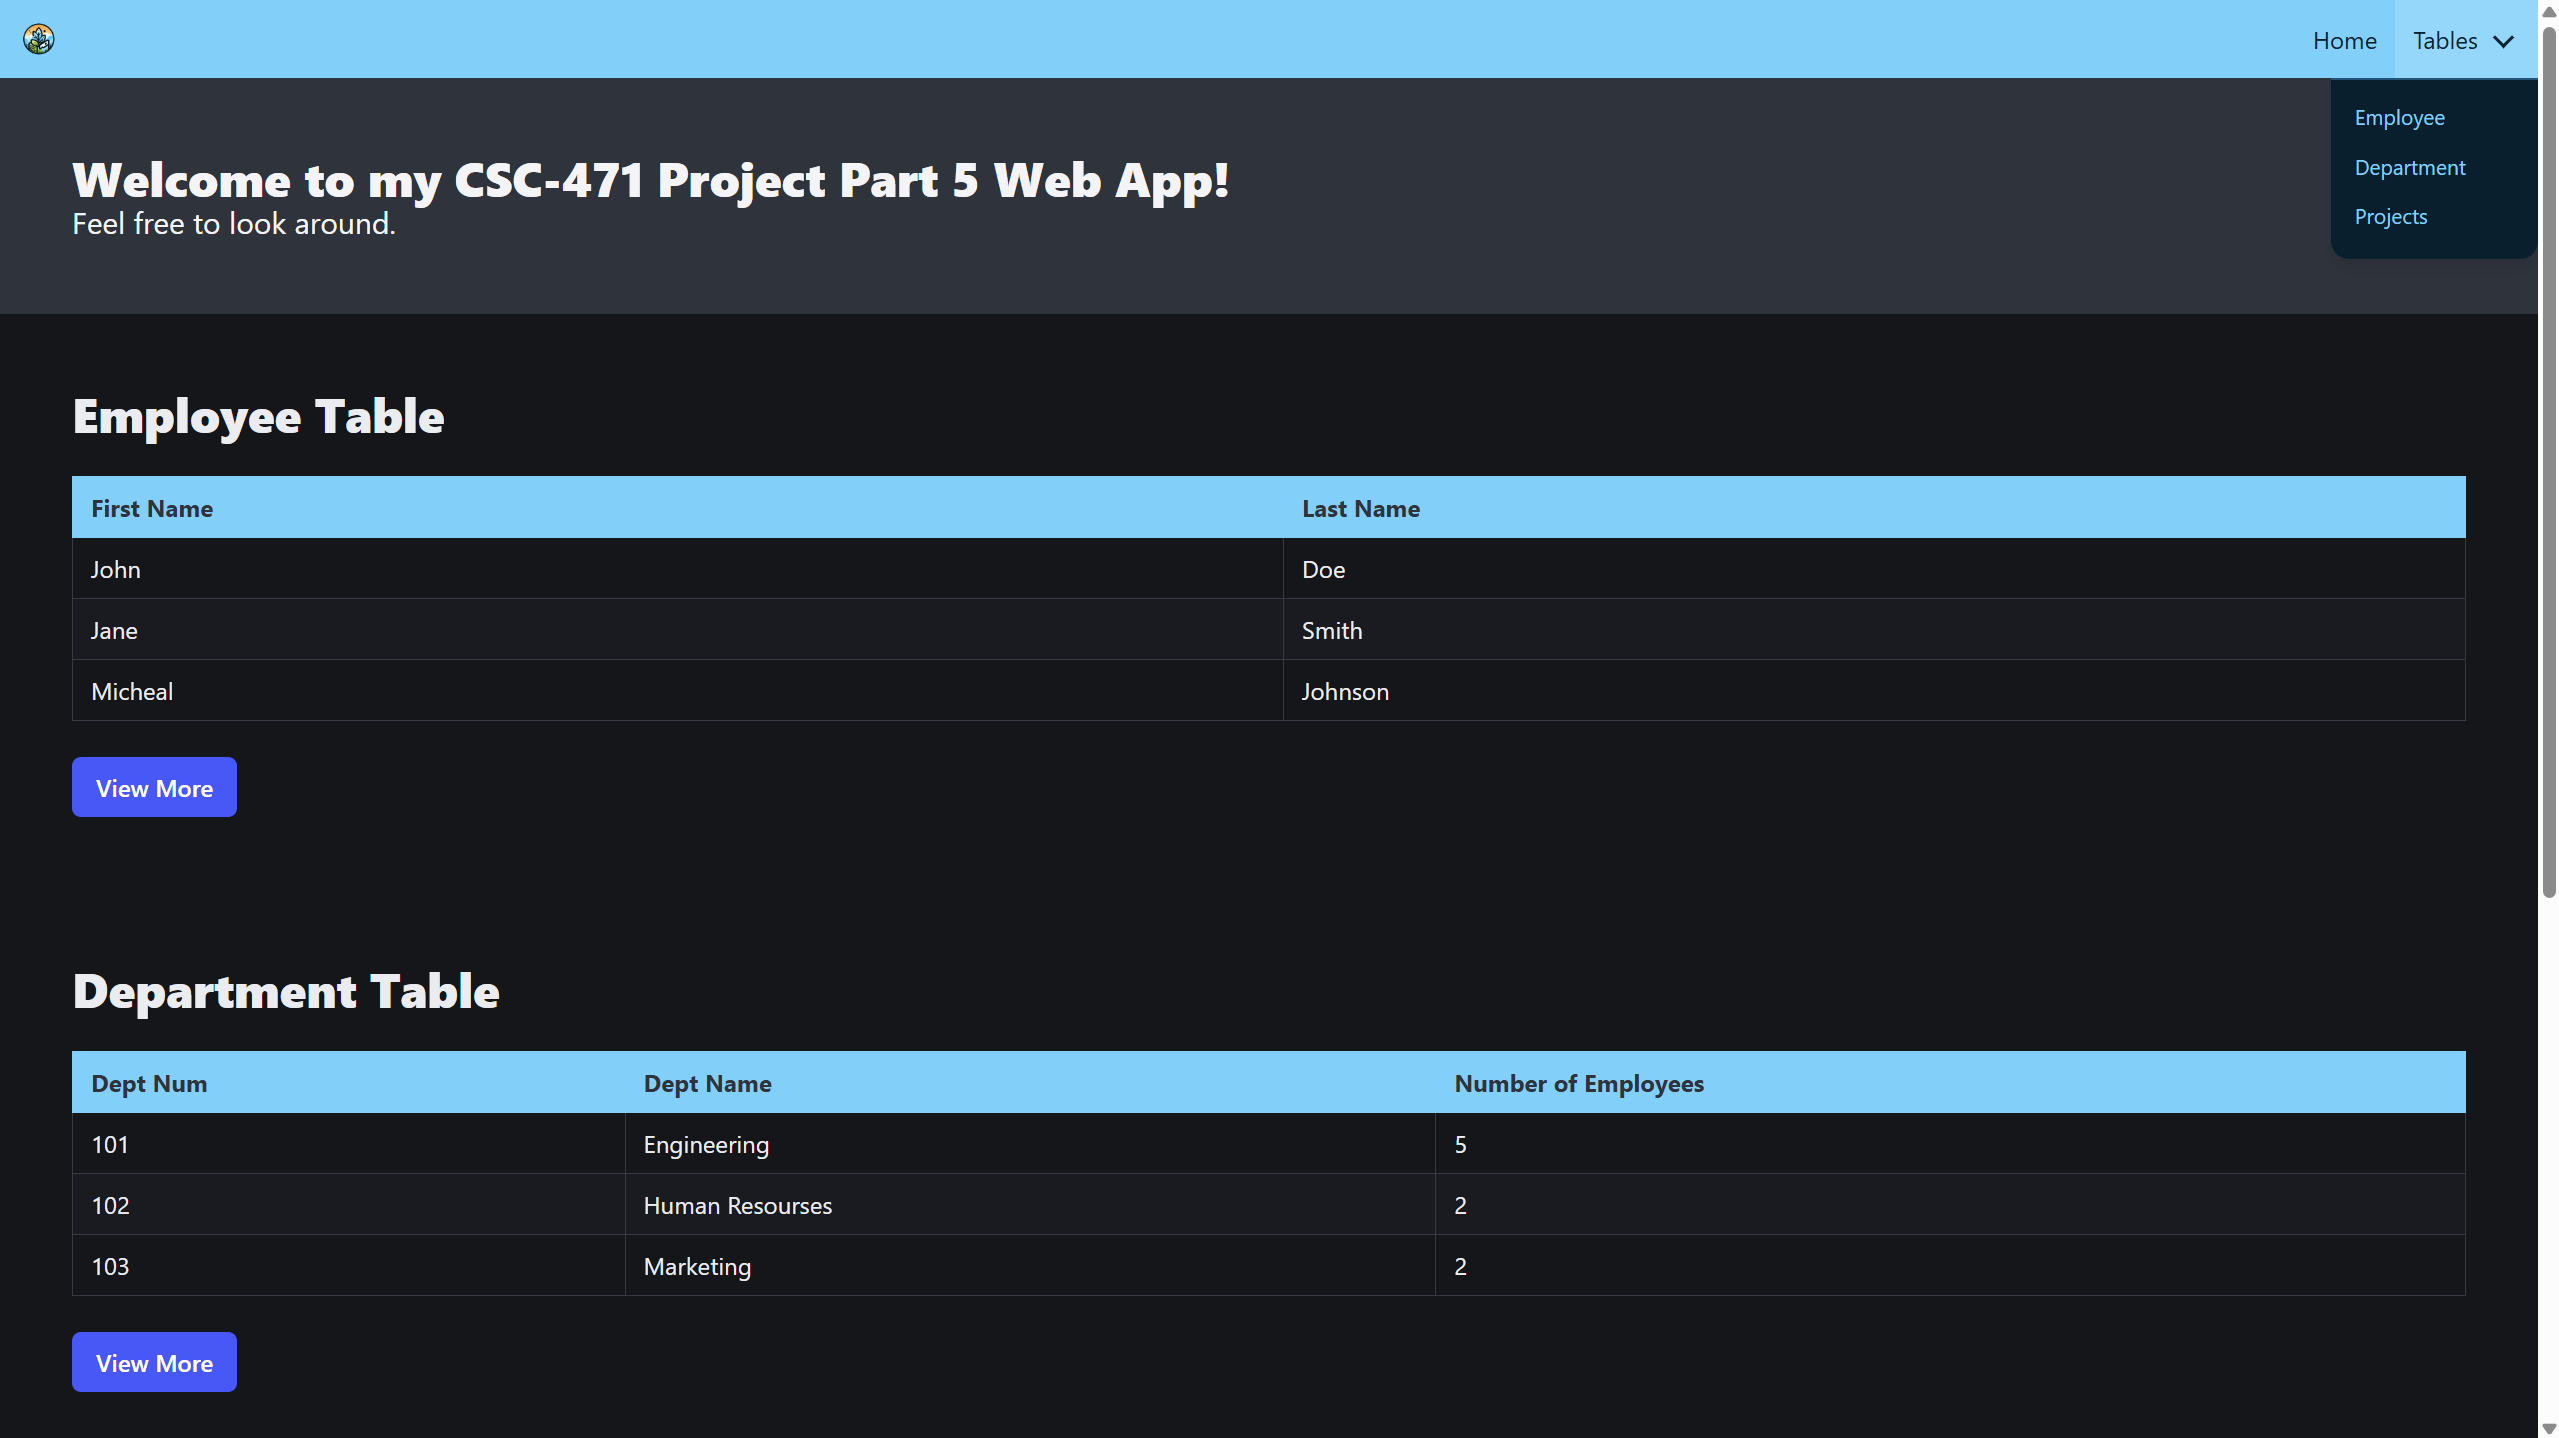 Home Tables
Employee
Department
Projects
Welcome to my CSC-471 Project Part 5 Web App!
Feel free to look around.
Employee Table
First Name Last Name
John Doe
Jane Smith
Micheal Johnson
View More
Department Table
Dept Num Dept Name Number of Employees
101 Engineering 5
102 Human Resourses 2
103 Marketing 2
View More